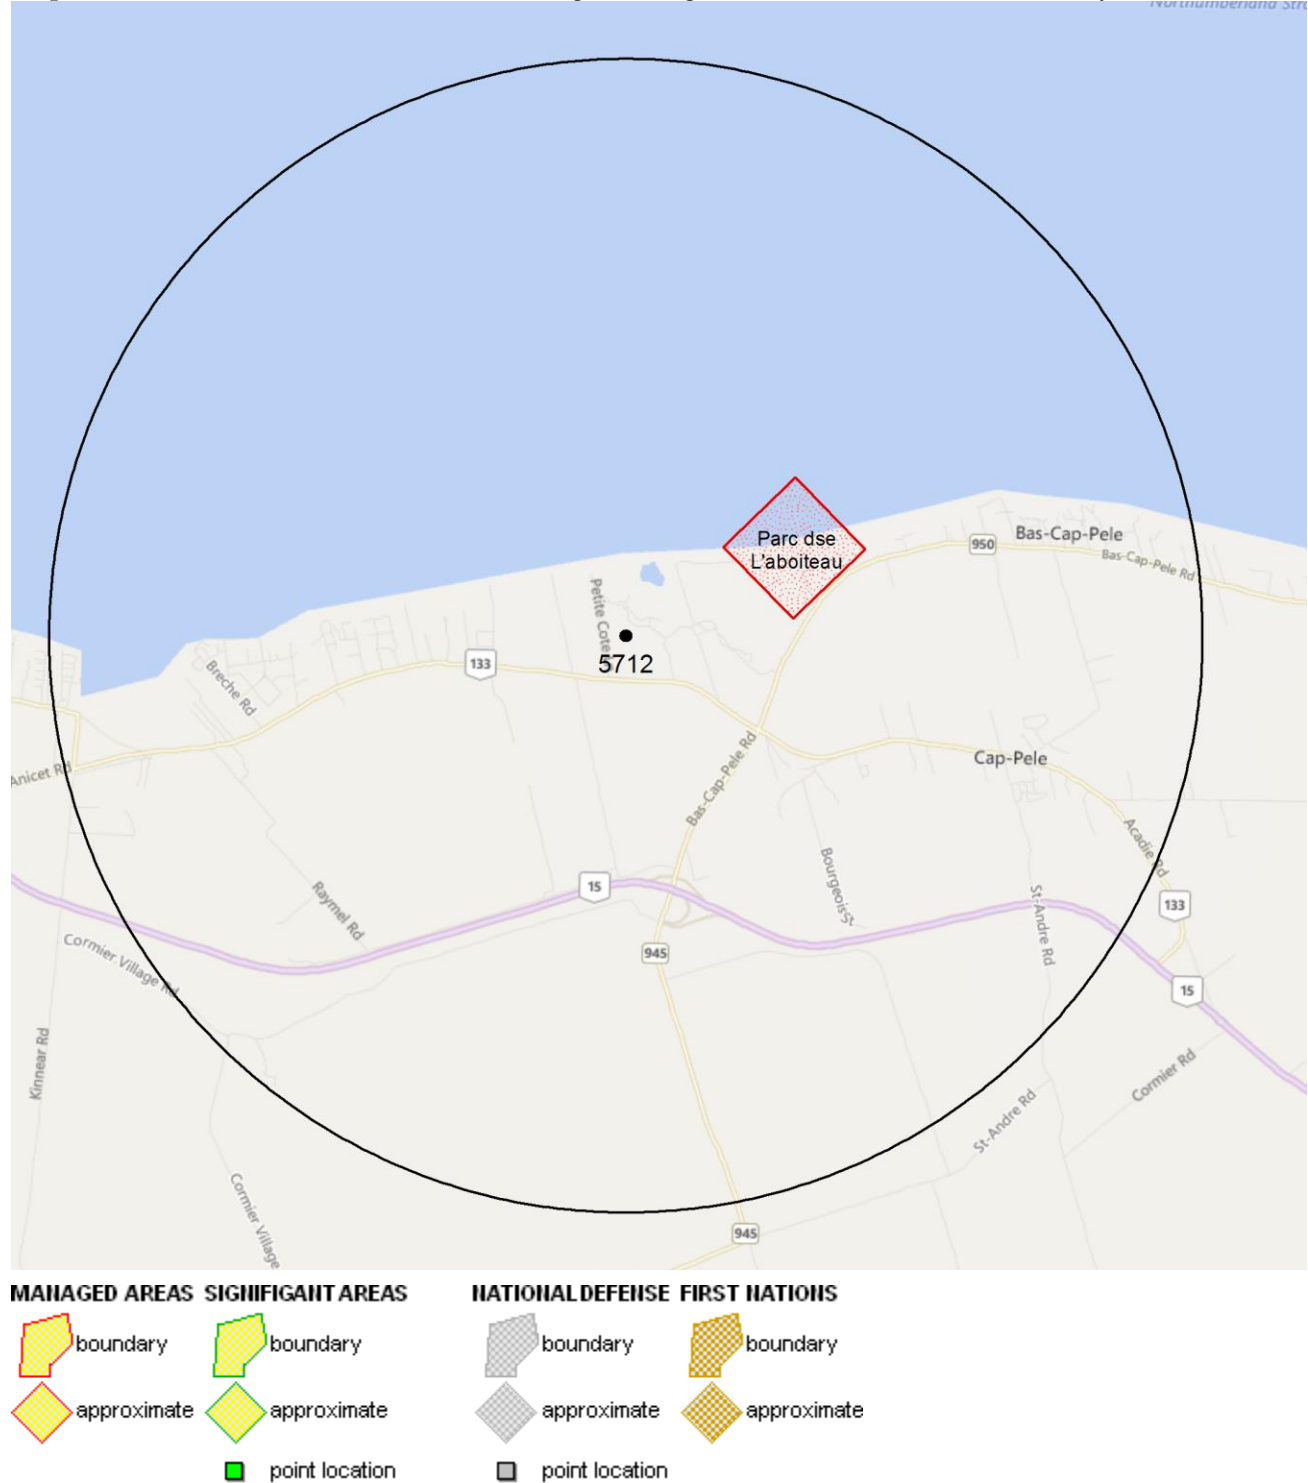 Northumberland Stra
Parc dse
L'aboiteau
950
Bas-Cap-Pele
Bas-Cap-Pele Rd
Petite Cote
5712
133
Breche Rd
Anicet Rd
Bas-Cap-Pele Rd
Cap-Pele
Acadie Rd
Bourgeois St
15
Raymel Rd
St-Andre Rd
133
Cormier Village Rd
945
15
Kinnear Rd
Cormier Rd
St-Andre Rd
Cormier Village
945
MANAGED AREAS SIGNIFIGANT AREAS NATIONAL DEFENSE FIRST NATIONS
boundary boundary boundary boundary
approximate approximate approximate approximate
point location point location